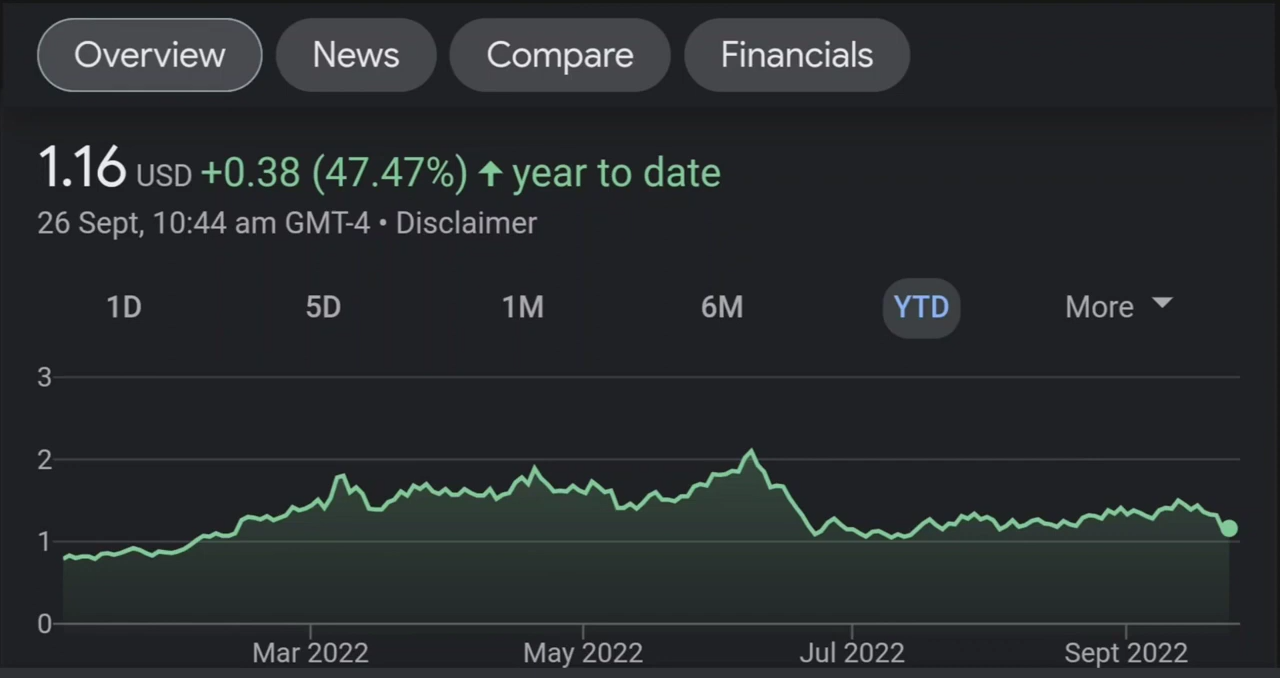 Overview News Compare Financials
1.16 USD +0.38 (47.47%) ↑ year to date
26 Sept, 10:44 am GMT-4 • Disclaimer
1D 5D 1M 6M YTD More
3
2
1
0
Mar 2022 May 2022 Jul 2022 Sept 2022